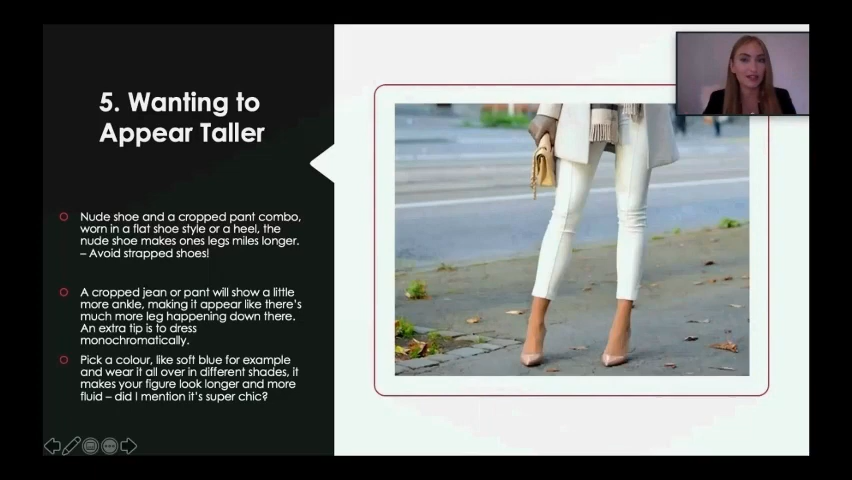 5. Wanting to
Appear Taller
Nude shoe and a cropped pant combo,
worn in a flat shoe style or a heel, the
nude shoe makes ones legs miles longer.
– Avoid strapped shoes!
A cropped jean or pant will show a little
more ankle, making it appear like there's
much more leg happening down there.
An extra tip is to dress
monochromatically.
Pick a colour, like soft blue for example
and wear it all over in different shades, it
makes your figure look longer and more
fluid – did I mention it's super chic?